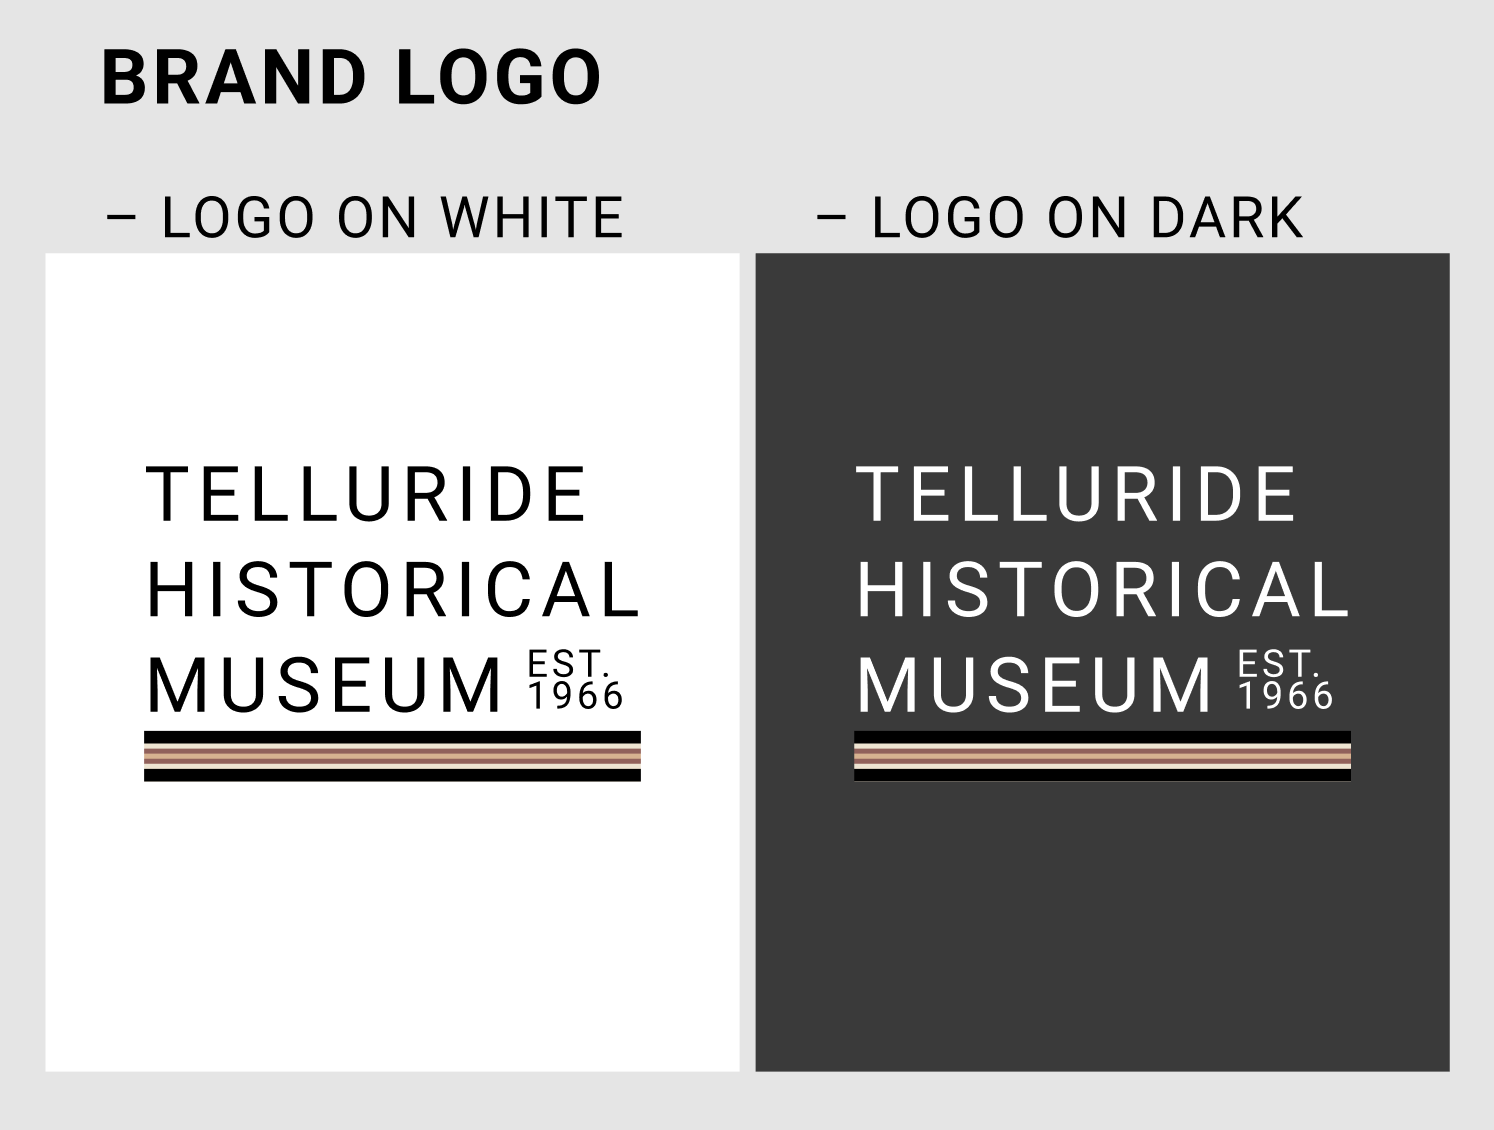 BRAND LOGO
– LOGO ON WHITE
TELLURIDE
HISTORICAL
MUSEUM EST.
1966
– LOGO ON DARK
TELLURIDE
HISTORICAL
MUSEUM EST.
1966